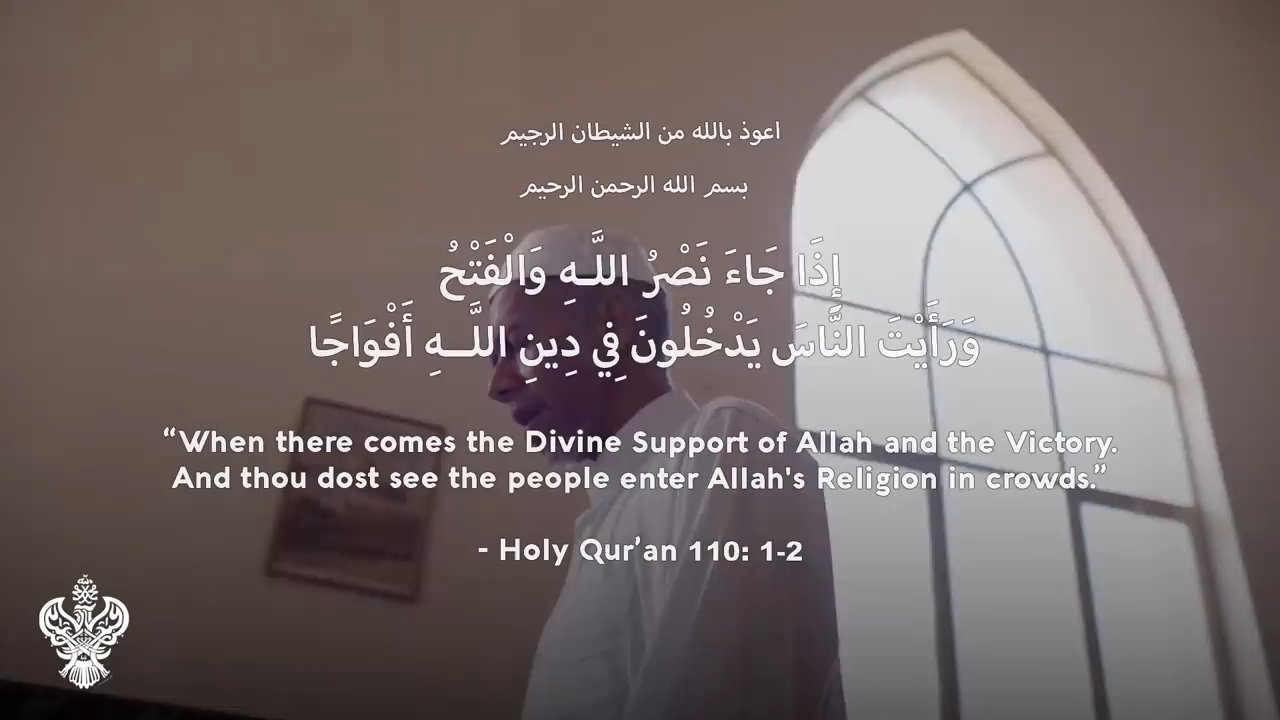 اعوذ بالله من الشيطان الرجيم
بسم الله الرحمن الرحيم
إِذَا جَاءَ نَصْرُ اللَّـهِ وَالْفَتْحُ
وَرَأَيْتَ النَّاسَ يَدْخُلُونَ فِي دِينِ اللَّـــهِ أَفْوَاجًا
“When there comes the Divine Support of Allah and the Victory.
And thou dost see the people enter Allah's Religion in crowds.”
- Holy Qur’an 110: 1-2